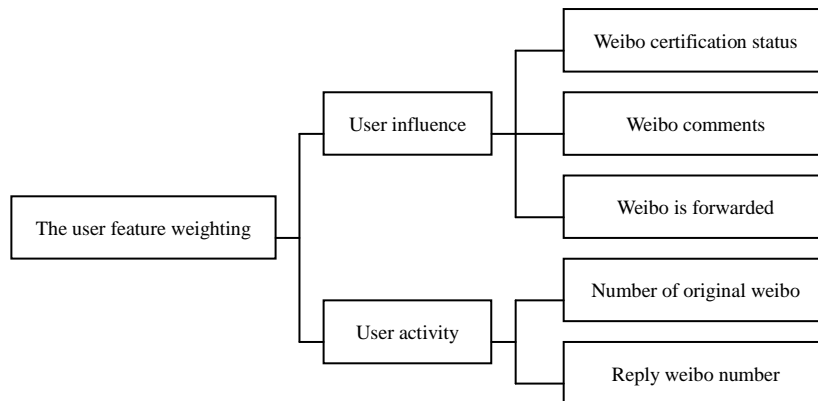 Weibo certification status
User influence
Weibo comments
Weibo is forwarded
The user feature weighting
Number of original weibo
User activity
Reply weibo number